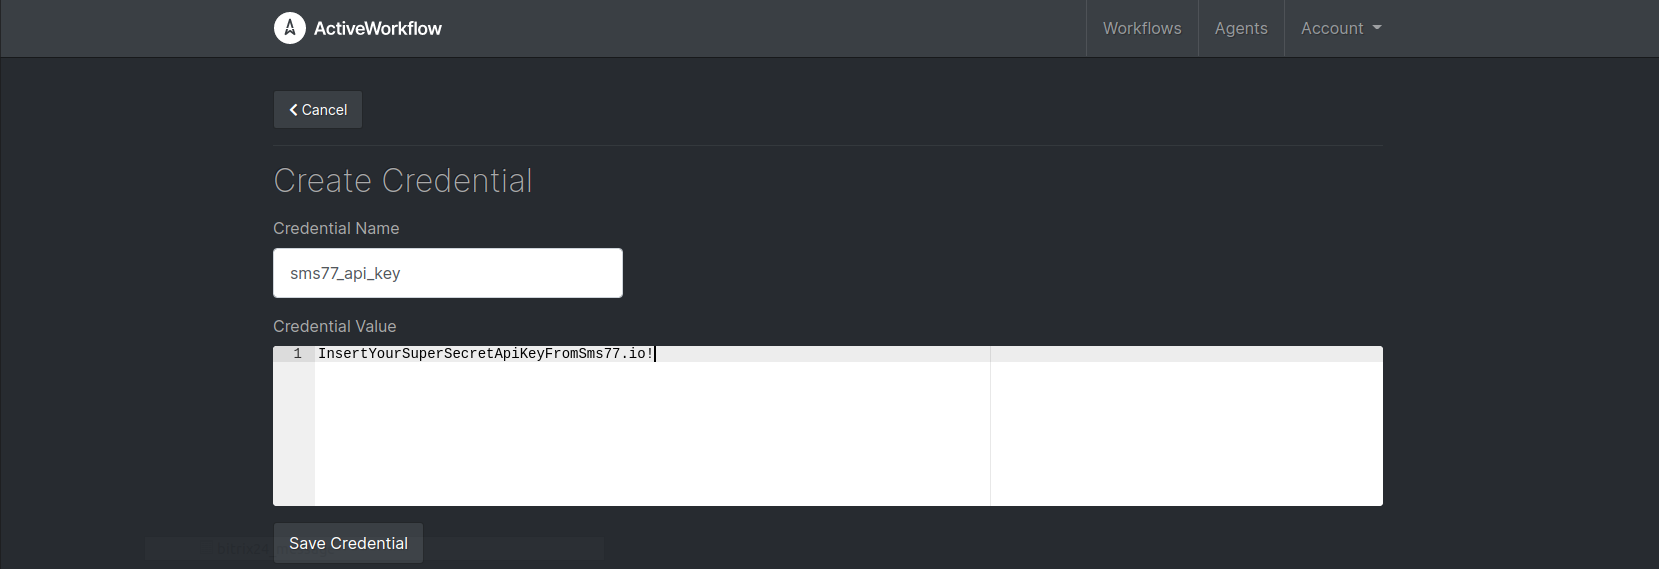 ActiveWorkflow
Workflows Agents Account
Cancel
Create Credential
Credential Name
sms77_api_key
Credential Value
1 InsertYourSuperSecretApiKeyFromSms77.io!
Save Credential